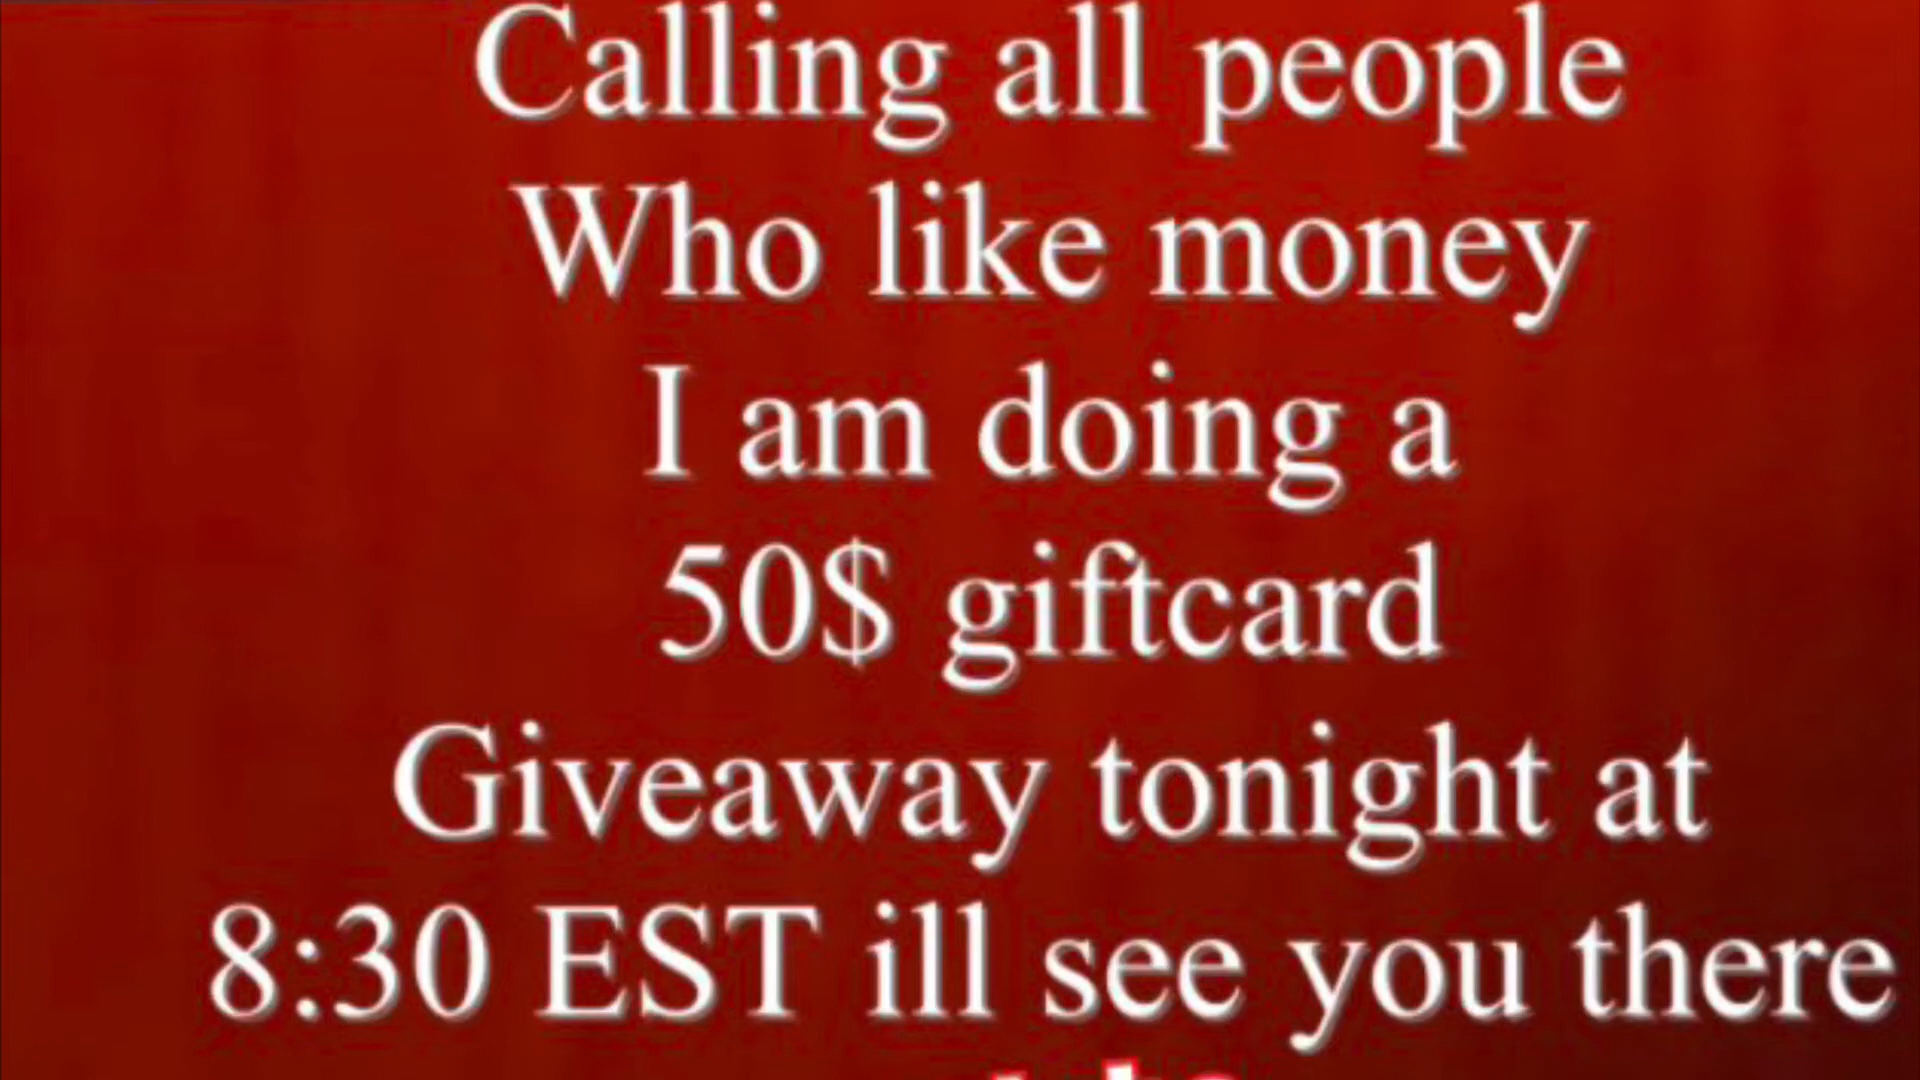 Calling all people
Who like money
I am doing a
50$ giftcard
Giveaway tonight at
8:30 EST ill see you there